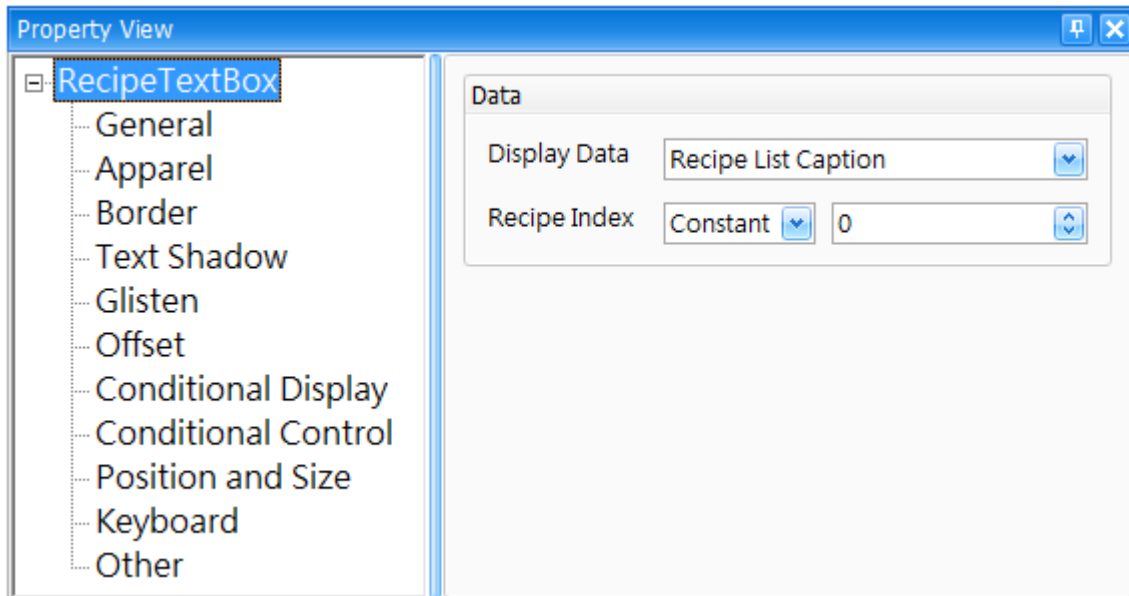 Property View
RecipeTextBox
General
Apparel
Border
Text Shadow
Glisten
Offset
Conditional Display
Conditional Control
Position and Size
Keyboard
Other
Data
Display Data Recipe List Caption
Recipe Index Constant 0